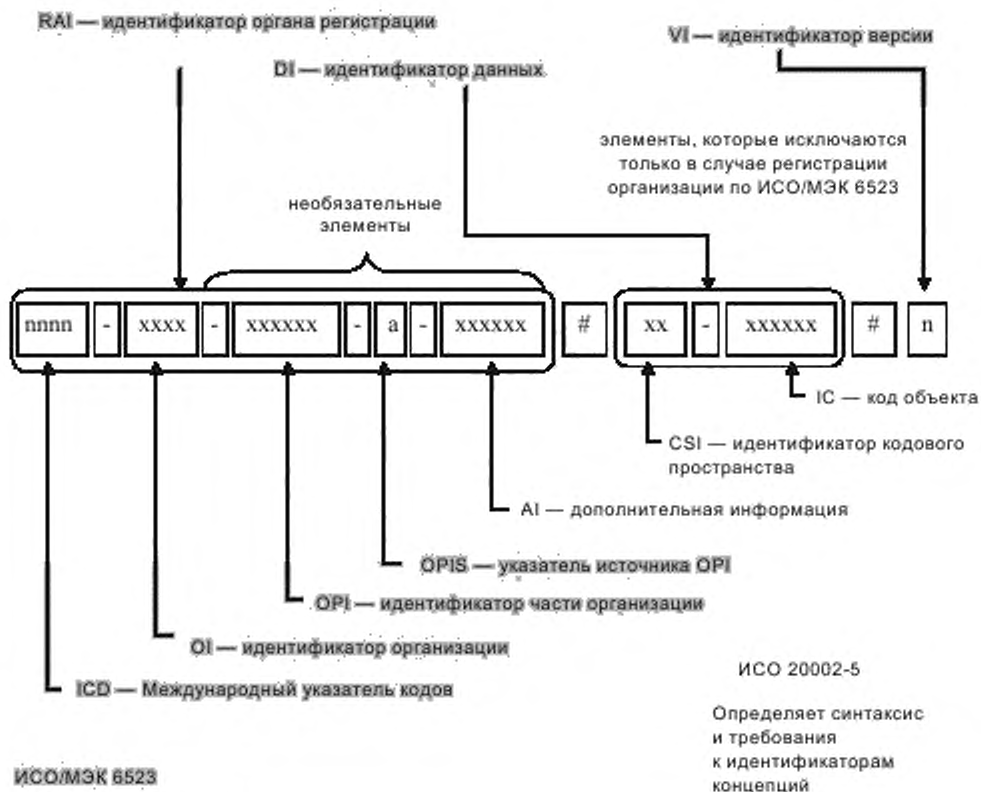 RAI — идентификатор органа регистрации
VI — идентификатор версии
DI — идентификатор данных
элементы, которые исключаются
только в случае регистрации
организации по ИСО/МЭК 6523
необязательные
элементы
nnnn - xxxx - xxxxxx - a - xxxxxx # xx - xxxxxx # n
IC — код объекта
CSI — идентификатор кодового
пространства
AI — дополнительная информация
OPIS — указатель источника OPI
OPI — идентификатор части организации
OI — идентификатор организации
ICD — Международный указатель кодов
ИСО 20002-5
Определяет синтаксис
и требования
к идентификаторам
концепций
ИСО/МЭК 6523